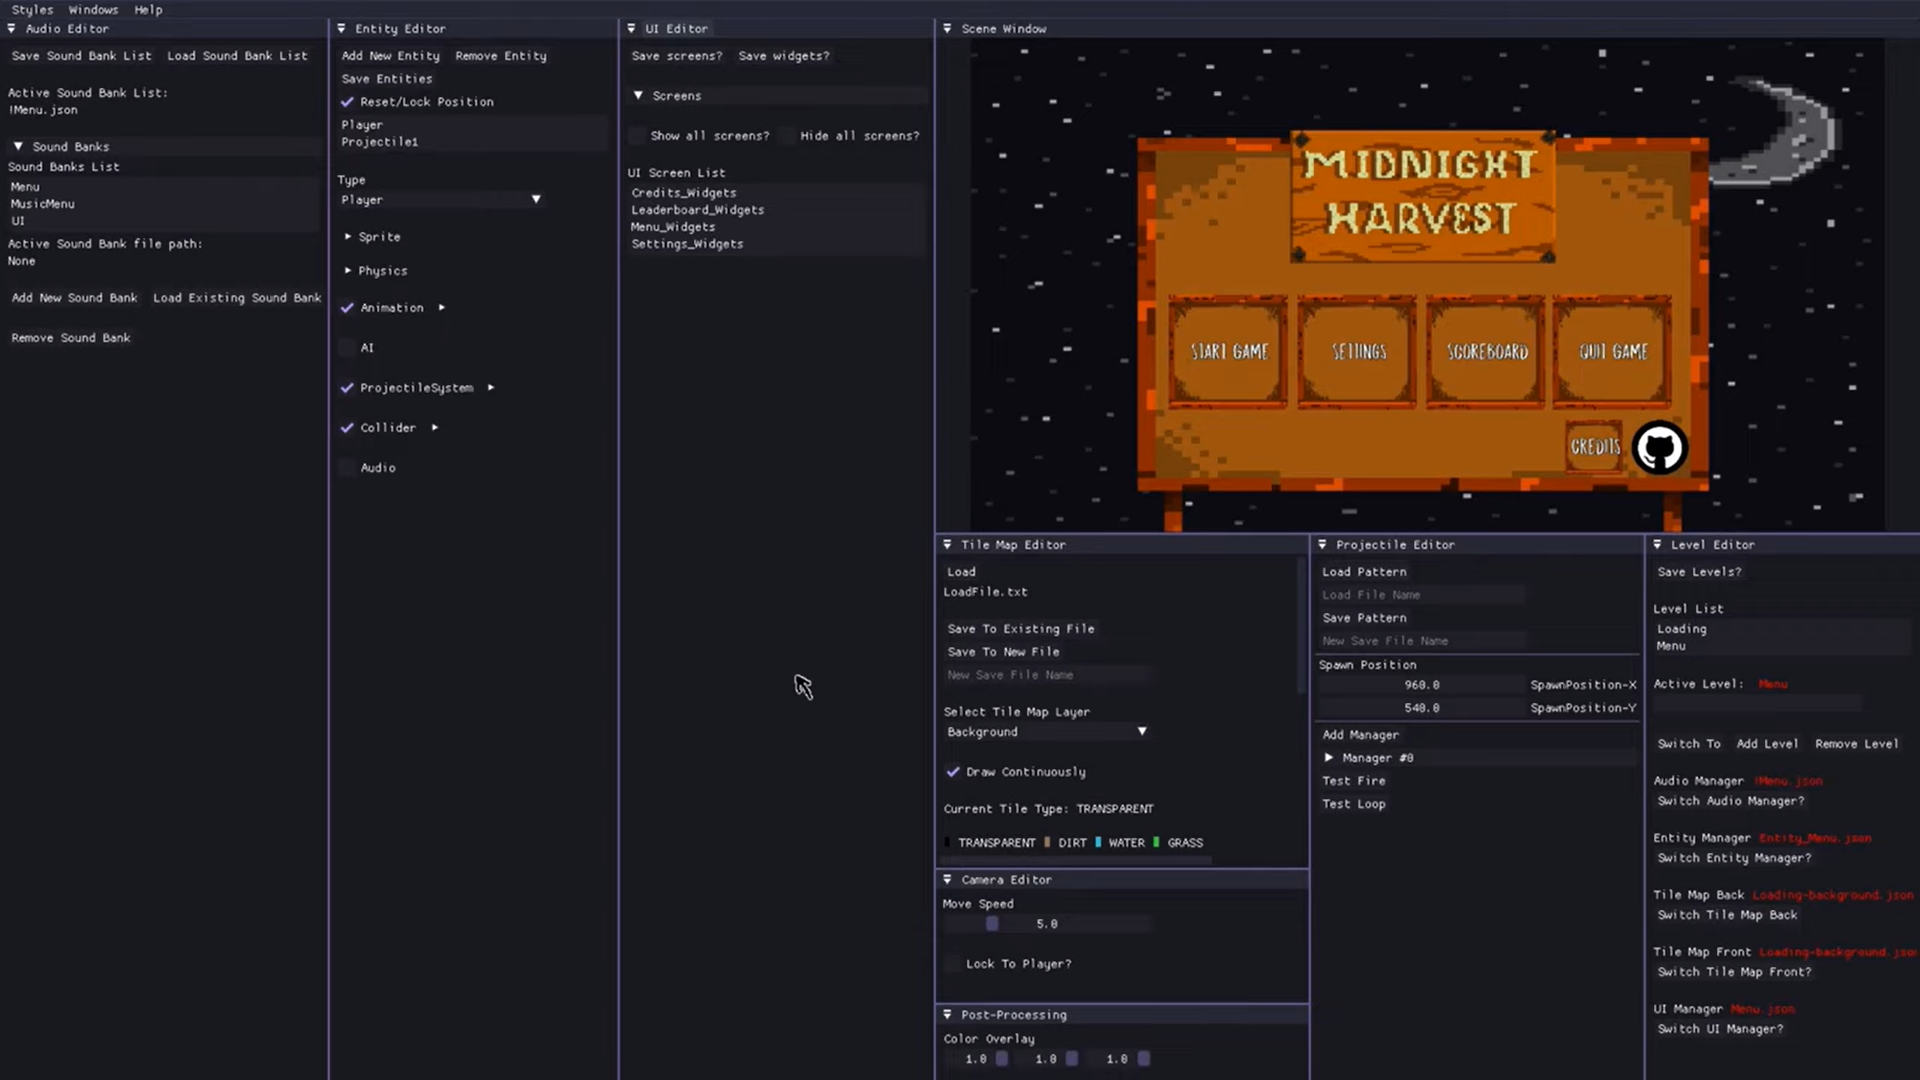 Styles Windows Help
Audio Editor
Save Sound Bank List Load Sound Bank List
Active Sound Bank List:
!Menu.json
Sound Banks
Sound Banks List
Menu
MusicMenu
UI
Active Sound Bank file path:
None
Add New Sound Bank Load Existing Sound Bank
Remove Sound Bank
Entity Editor
Add New Entity Remove Entity
Save Entities
Reset/Lock Position
Player
Projectile1
Type
Player
Sprite
Physics
Animation
AI
ProjectileSystem
Collider
Audio
UI Editor
Save screens? Save widgets?
Screens
Show all screens? Hide all screens?
UI Screen List
Credits_Widgets
Leaderboard_Widgets
Menu_Widgets
Settings_Widgets
Scene Window
MIDNIGHT
HARVEST
START GAME SETTINGS SCOREBOARD QUIT GAME
CREDITS
Tile Map Editor
Load
LoadFile.txt
Save To Existing File
Save To New File
New Save File Name
Select Tile Map Layer
Background
Draw Continuously
Current Tile Type: TRANSPARENT
TRANSPARENT DIRT WATER GRASS
Camera Editor
Move Speed
5.0
Lock To Player?
Post-Processing
Color Overlay
1.0 1.0 1.0
Projectile Editor
Load Pattern
Load File Name
Save Pattern
New Save File Name
Spawn Position
960.0 SpawnPosition-X
540.0 SpawnPosition-Y
Add Manager
Manager #0
Test Fire
Test Loop
Level Editor
Save Levels?
Level List
Loading
Menu
Active Level: Menu
Switch To Add Level Remove Level
Audio Manager !Menu.json
Switch Audio Manager?
Entity Manager Entity_Menu.json
Switch Entity Manager?
Tile Map Back Loading-background.json
Switch Tile Map Back
Tile Map Front Loading-background.jso
Switch Tile Map Front?
UI Manager Menu.json
Switch UI Manager?